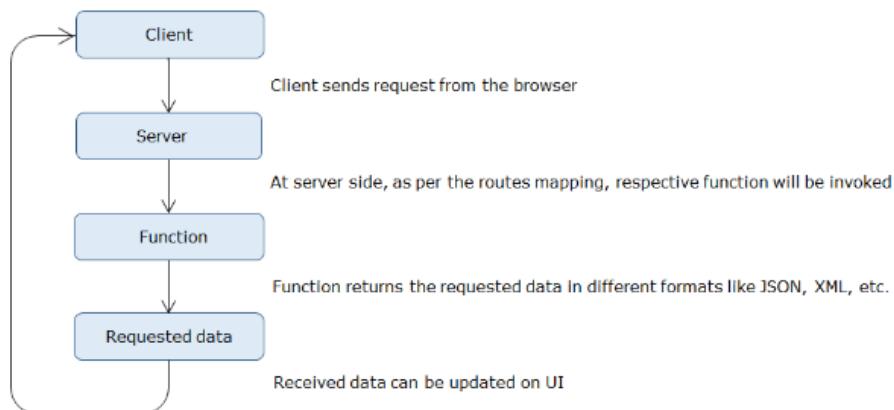 Client
Client sends request from the browser
Server
At server side, as per the routes mapping, respective function will be invoked
Function
Function returns the requested data in different formats like JSON, XML, etc.
Requested data
Received data can be updated on UI